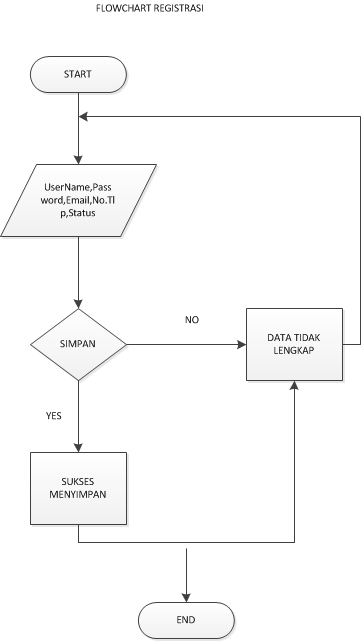 FLOWCHART REGISTRASI
START
UserName,Pass
word,Email,No.Tl
p,Status
SIMPAN
NO
DATA TIDAK
LENGKAP
YES
SUKSES
MENYIMPAN
END